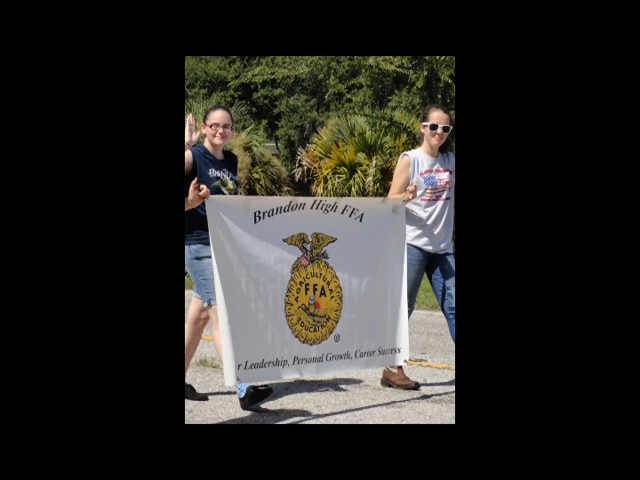 Brandon High FFA
AGRICULTURAL
FFA
EDUCATION
®
r Leadership, Personal Growth, Career Success